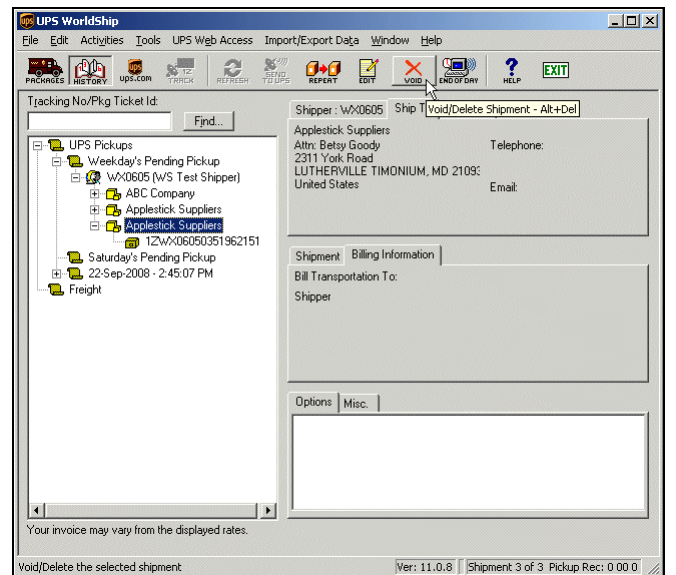 UPS WorldShip
File Edit Activities Tools UPS Web Access Import/Export Data Window Help
PACKAGES HISTORY ups.com TRACK REFRESH SEND TO UPS REPEAT EDIT VOID END OF DAY HELP EXIT
Tracking No/Pkg Ticket Id:
Find...
UPS Pickups
Weekday's Pending Pickup
WX0605 (WS Test Shipper)
ABC Company
Applestick Suppliers
Applestick Suppliers
1ZWX06050351962151
Saturday's Pending Pickup
22-Sep-2008 - 2:45:07 PM
Freight
Shipper : WX0605 Ship T
Void/Delete Shipment - Alt+Del
Applestick Suppliers
Attn: Betsy Goody Telephone:
2311 York Road
LUTHERVILLE TIMONIUM, MD 2109
United States Email:
Shipment Billing Information
Bill Transportation To:
Shipper
Options Misc.
Your invoice may vary from the displayed rates.
Void/Delete the selected shipment Ver: 11.0.8 Shipment 3 of 3 Pickup Rec: 0 00 0